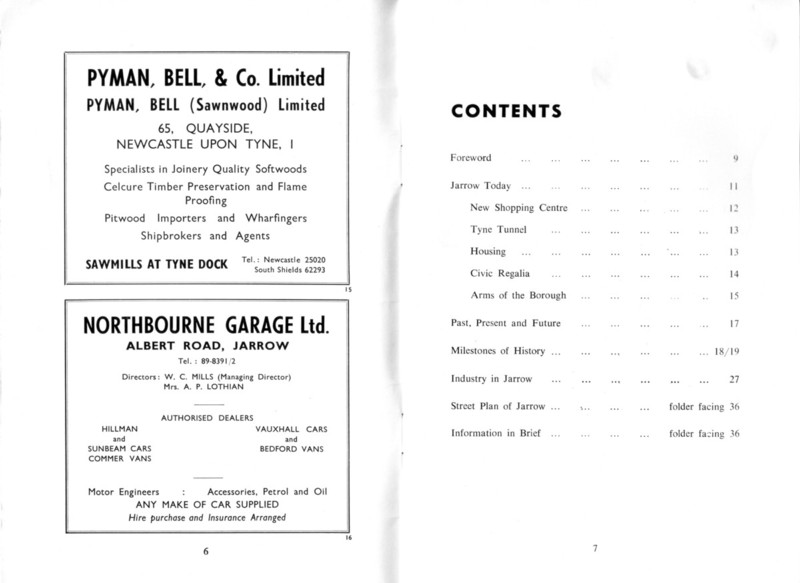 PYMAN, BELL, & Co. Limited
PYMAN, BELL (Sawnwood) Limited
65, QUAYSIDE,
NEWCASTLE UPON TYNE, 1
Specialists in Joinery Quality Softwoods
Celcure Timber Preservation and Flame
Proofing
Pitwood Importers and Wharfingers
Shipbrokers and Agents
SAWMILLS AT TYNE DOCK
Tel.: Newcastle 25020
South Shields 62293
15
NORTHBOURNE GARAGE Ltd.
ALBERT ROAD, JARROW
Tel. : 89-8391/2
Directors: W. C. MILLS (Managing Director)
Mrs. A. P. LOTHIAN
AUTHORISED DEALERS
HILLMAN
and
SUNBEAM CARS
COMMER VANS
VAUXHALL CARS
and
BEDFORD VANS
Motor Engineers : Accessories, Petrol and Oil
ANY MAKE OF CAR SUPPLIED
Hire purchase and Insurance Arranged
16
6
CONTENTS
Foreword ... ... ... ... ... ... ... 9
Jarrow Today ... ... ... ... ... ... ... 11
New Shopping Centre ... ... ... ... ... 12
Tyne Tunnel ... ... ... ... ... ... 13
Housing ... ... ... ... ... ... ... 13
Civic Regalia ... ... ... ... ... ... 14
Arms of the Borough ... ... ... ... .. 15
Past, Present and Future ... ... ... ... ... 17
Milestones of History ... ... ... ... ... ... ... 18/19
Industry in Jarrow ... ... ... ... ... ... 27
Street Plan of Jarrow ... ... ... ... folder facing 36
Information in Brief ... ... ... ... folder facing 36
7